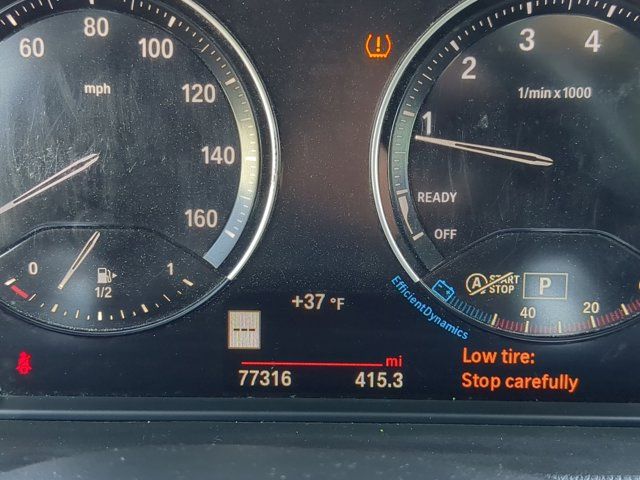 60
80
100
120
140
160
mph
0
1/2
1
+37 °F
---
mi
77316
415.3
1
2
3
4
1/min x 1000
READY
OFF
A START
STOP
P
EfficientDynamics
40
20
Low tire:
Stop carefully